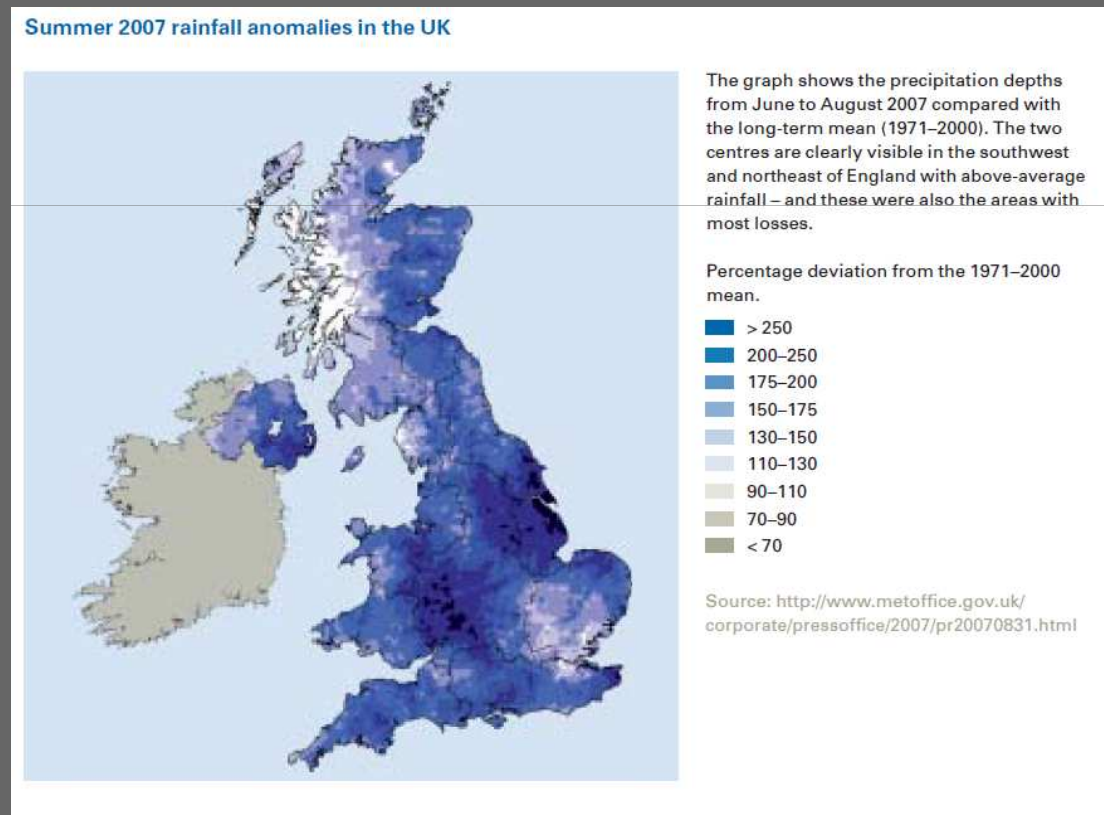 Summer 2007 rainfall anomalies in the UK
The graph shows the precipitation depths
from June to August 2007 compared with
the long-term mean (1971–2000). The two
centres are clearly visible in the southwest
and northeast of England with above-average
rainfall – and these were also the areas with
most losses.
Percentage deviation from the 1971–2000
mean.
> 250
200–250
175–200
150–175
130–150
110–130
90–110
70–90
< 70
Source: http://www.metoffice.gov.uk/
corporate/pressoffice/2007/pr20070831.html